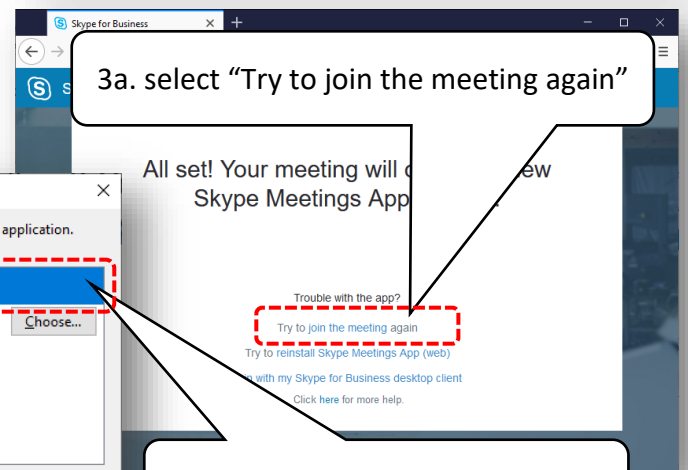 Skype for Business
3a. select “Try to join the meeting again”
S
All set! Your meeting will
ew
Skype Meetings App
application.
Choose...
Trouble with the app?
Try to join the meeting again
Try to reinstall Skype Meetings App (web)
with my Skype for Business desktop client
Click here for more help.